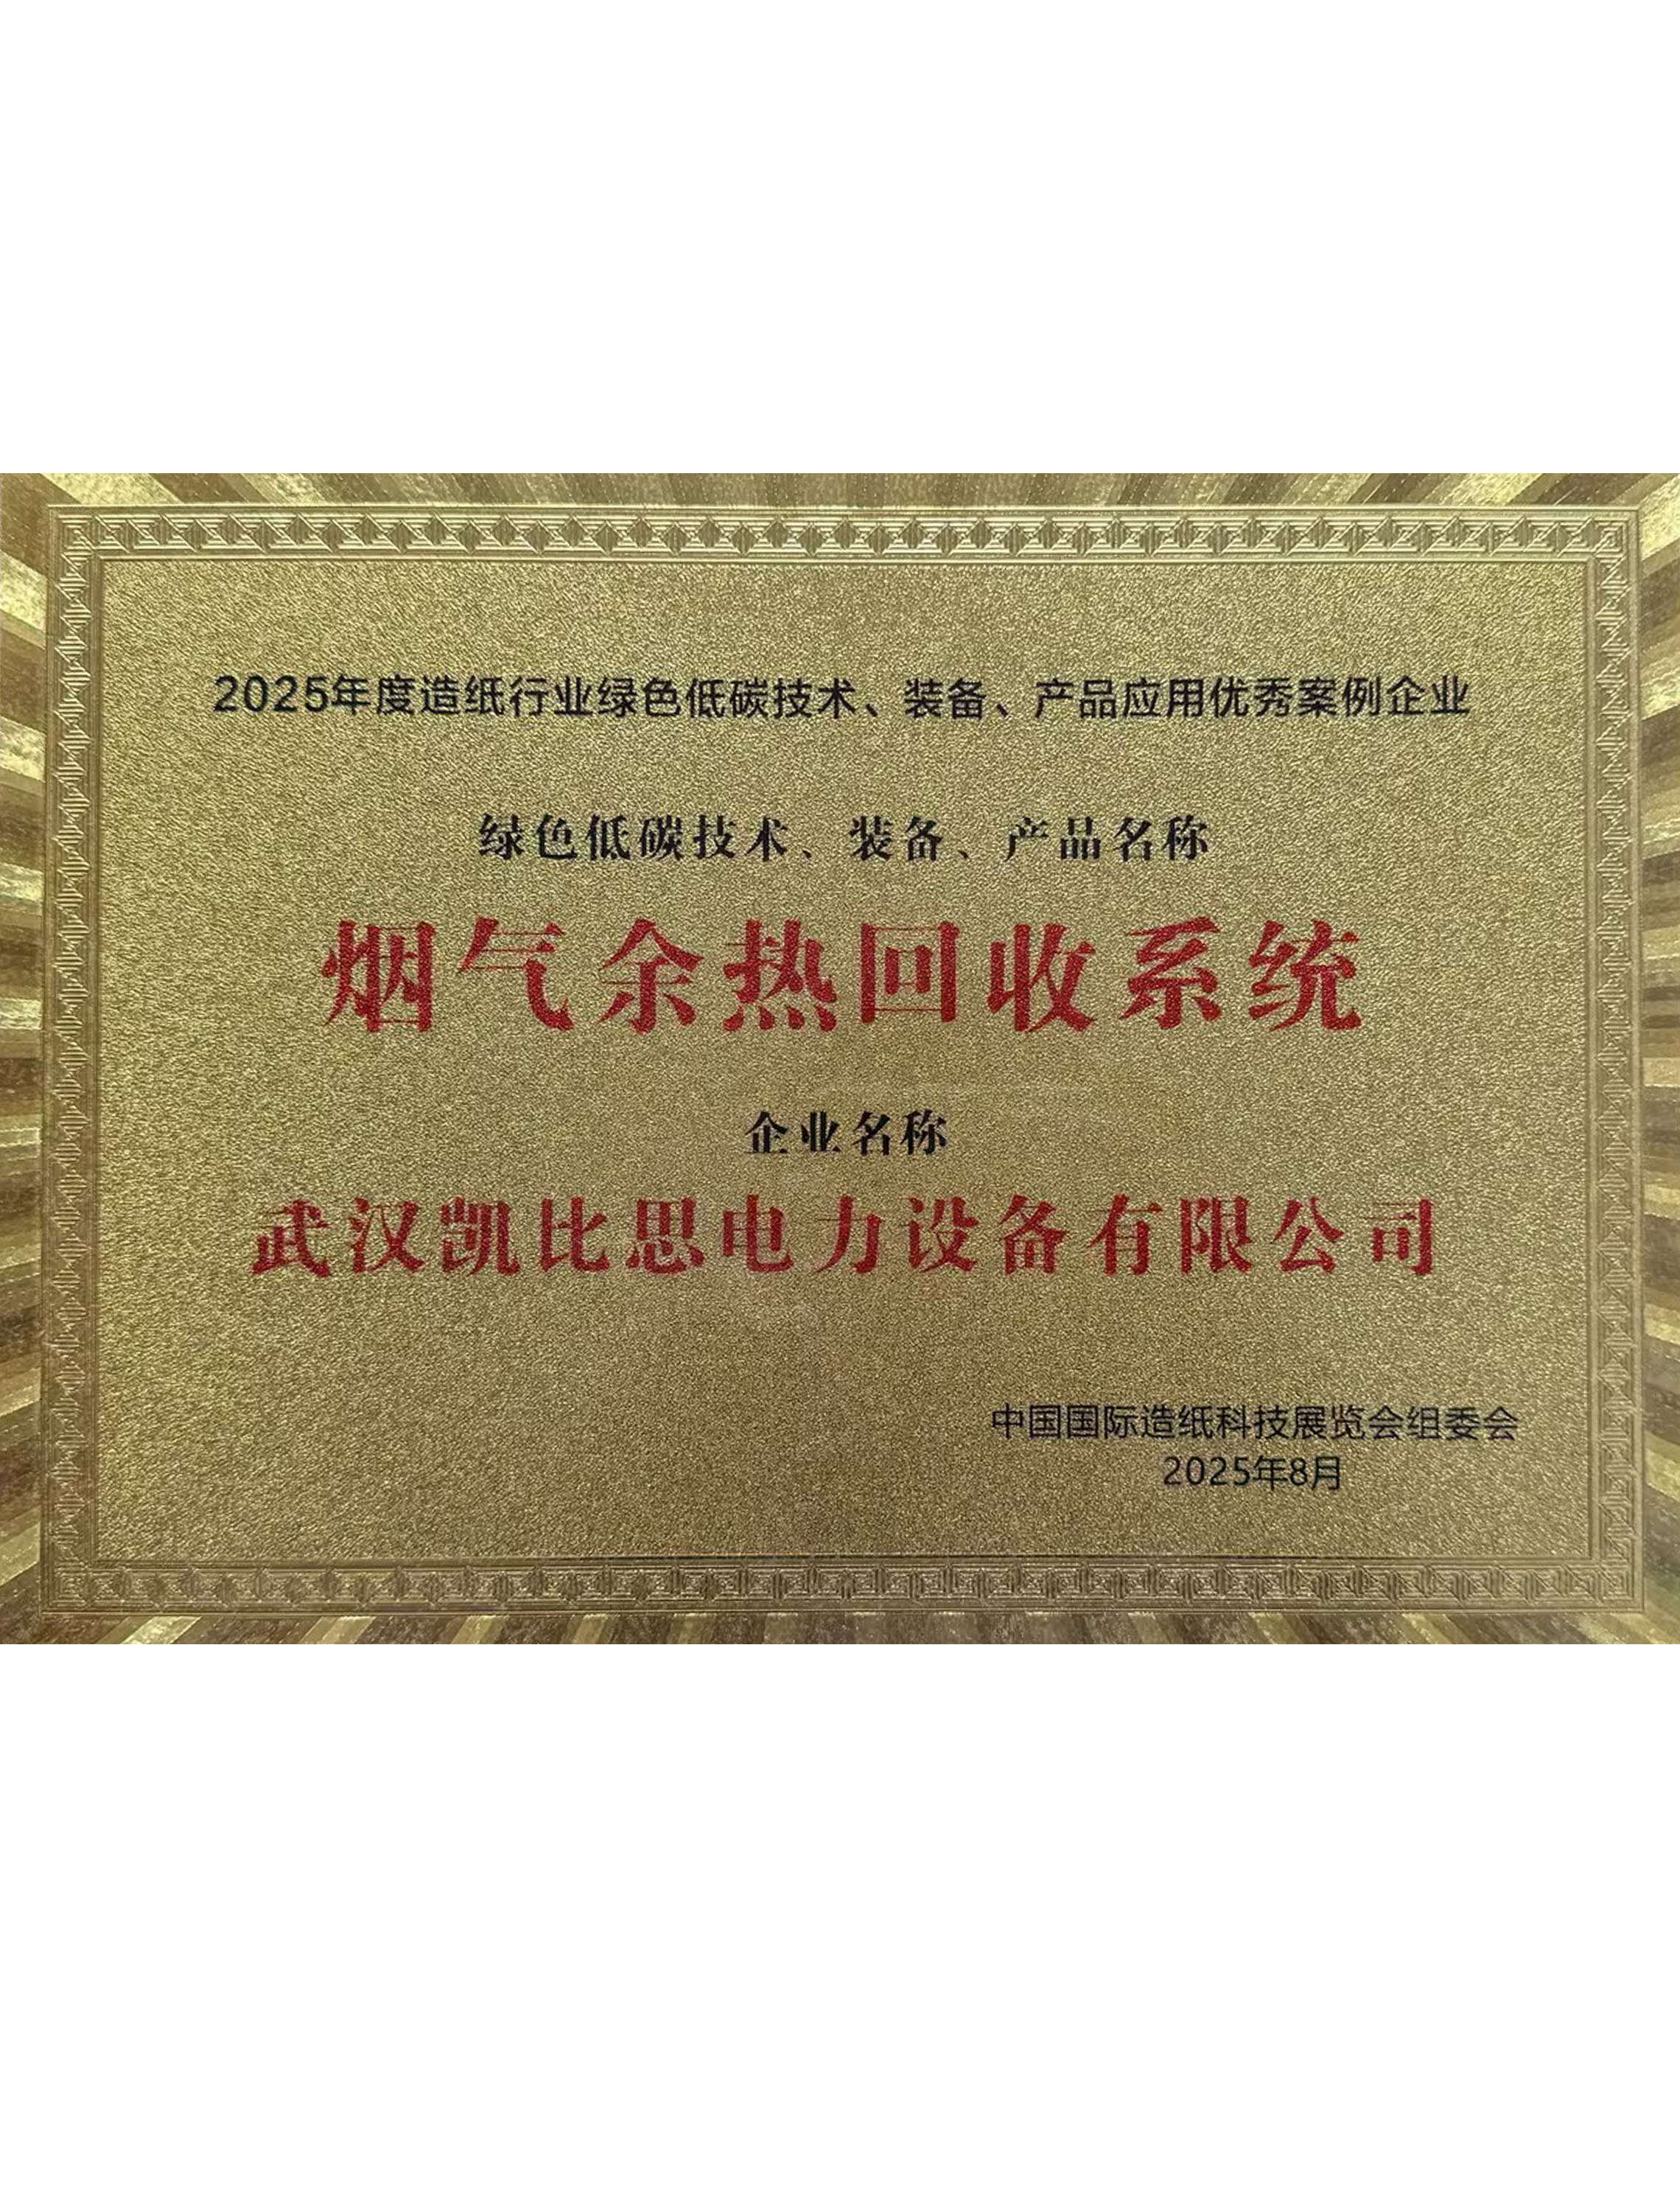 2025年度造纸行业绿色低碳技术、装备、产品应用优秀案例企业
绿色低碳技术、装备、产品名称
烟气余热回收系统
企业名称
武汉凯比思电力设备有限公司
中国国际造纸科技展览会组委会
2025年8月